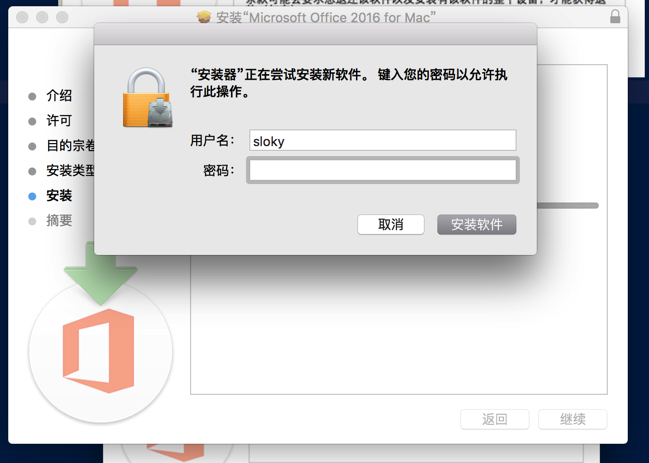 安装“Microsoft Office 2016 for Mac”
“安装器”正在尝试安装新软件。 键入您的密码以允许执
行此操作。
用户名：
sloky
密码：
取消
安装软件
介绍
许可
目的宗卷
安装类型
安装
摘要
返回
继续